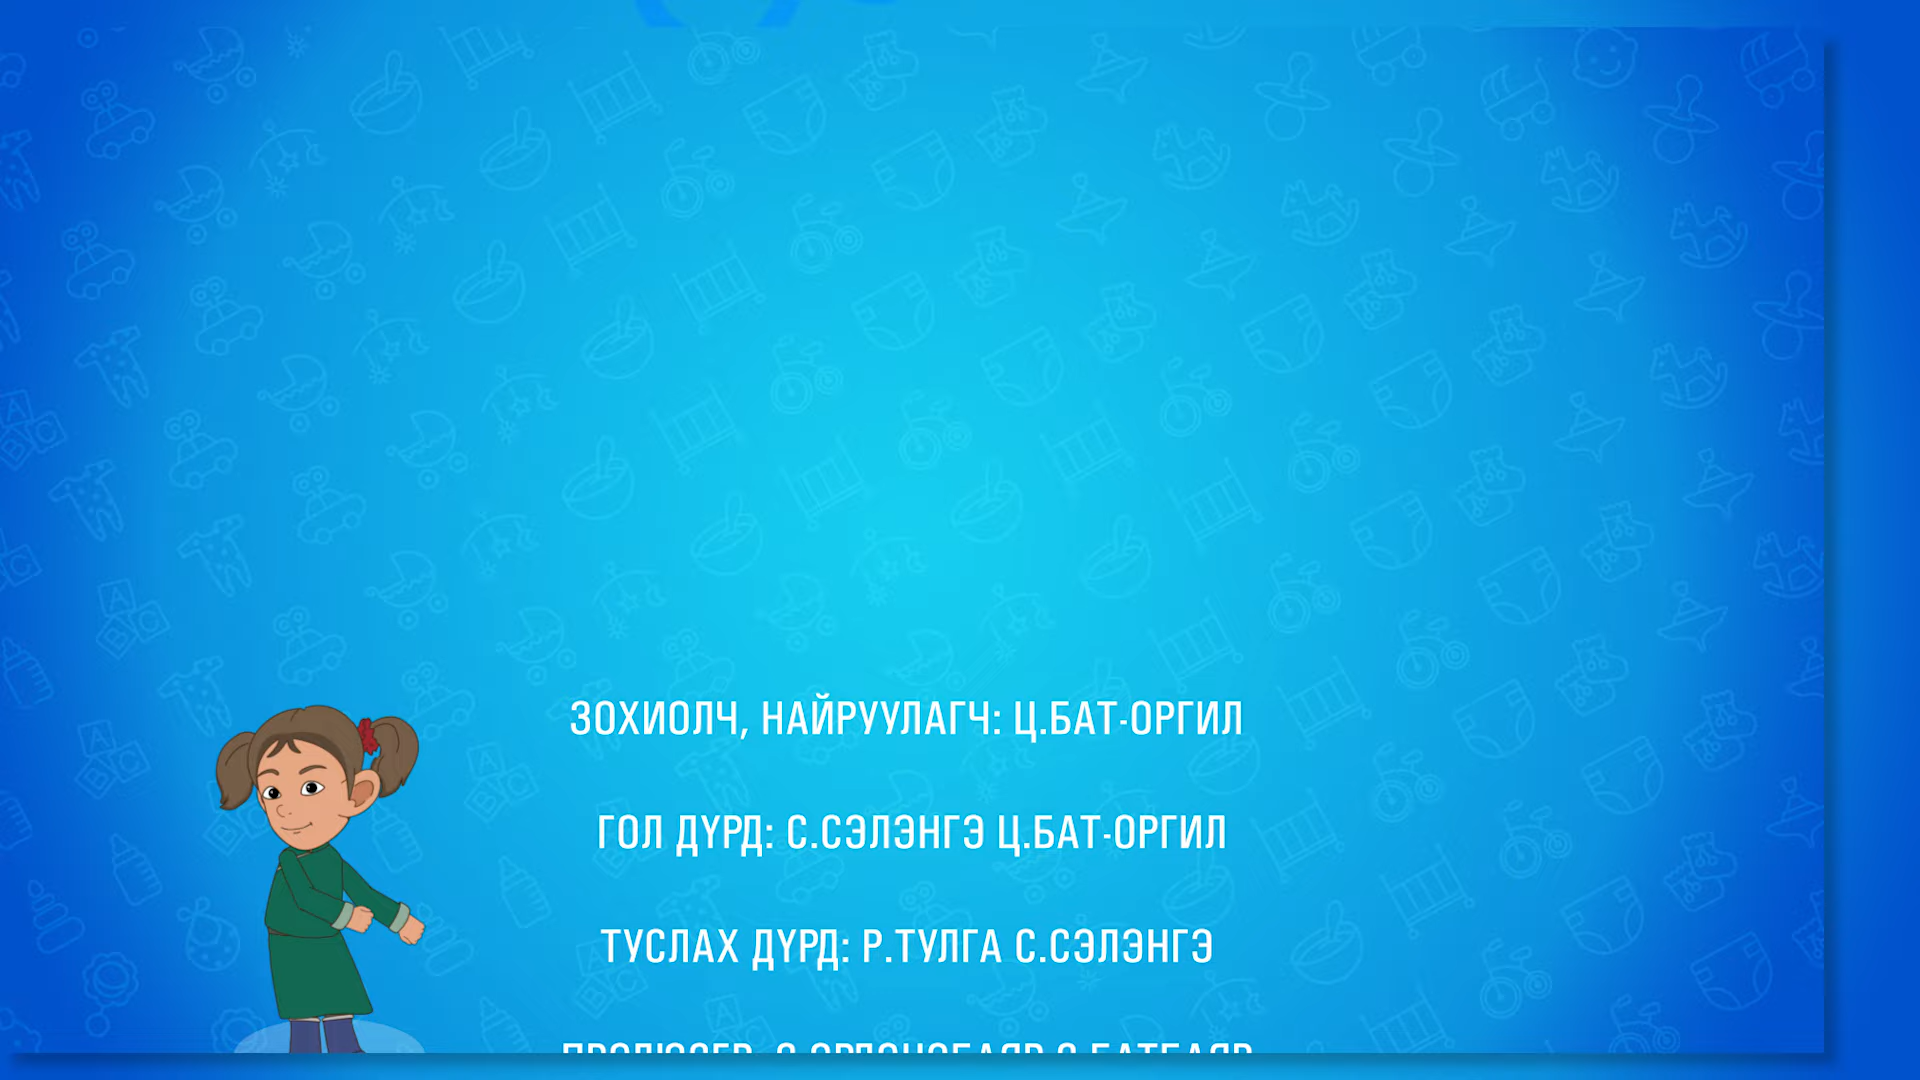 ЗОХИОЛЧ, НАЙРУУЛАГЧ: Ц.БАТ-ОРГИЛ
ГОЛ ДҮРД: С.СЭЛЭНГЭ Ц.БАТ-ОРГИЛ
ТУСЛАХ ДҮРД: Р.ТУЛГА С.СЭЛЭНГЭ